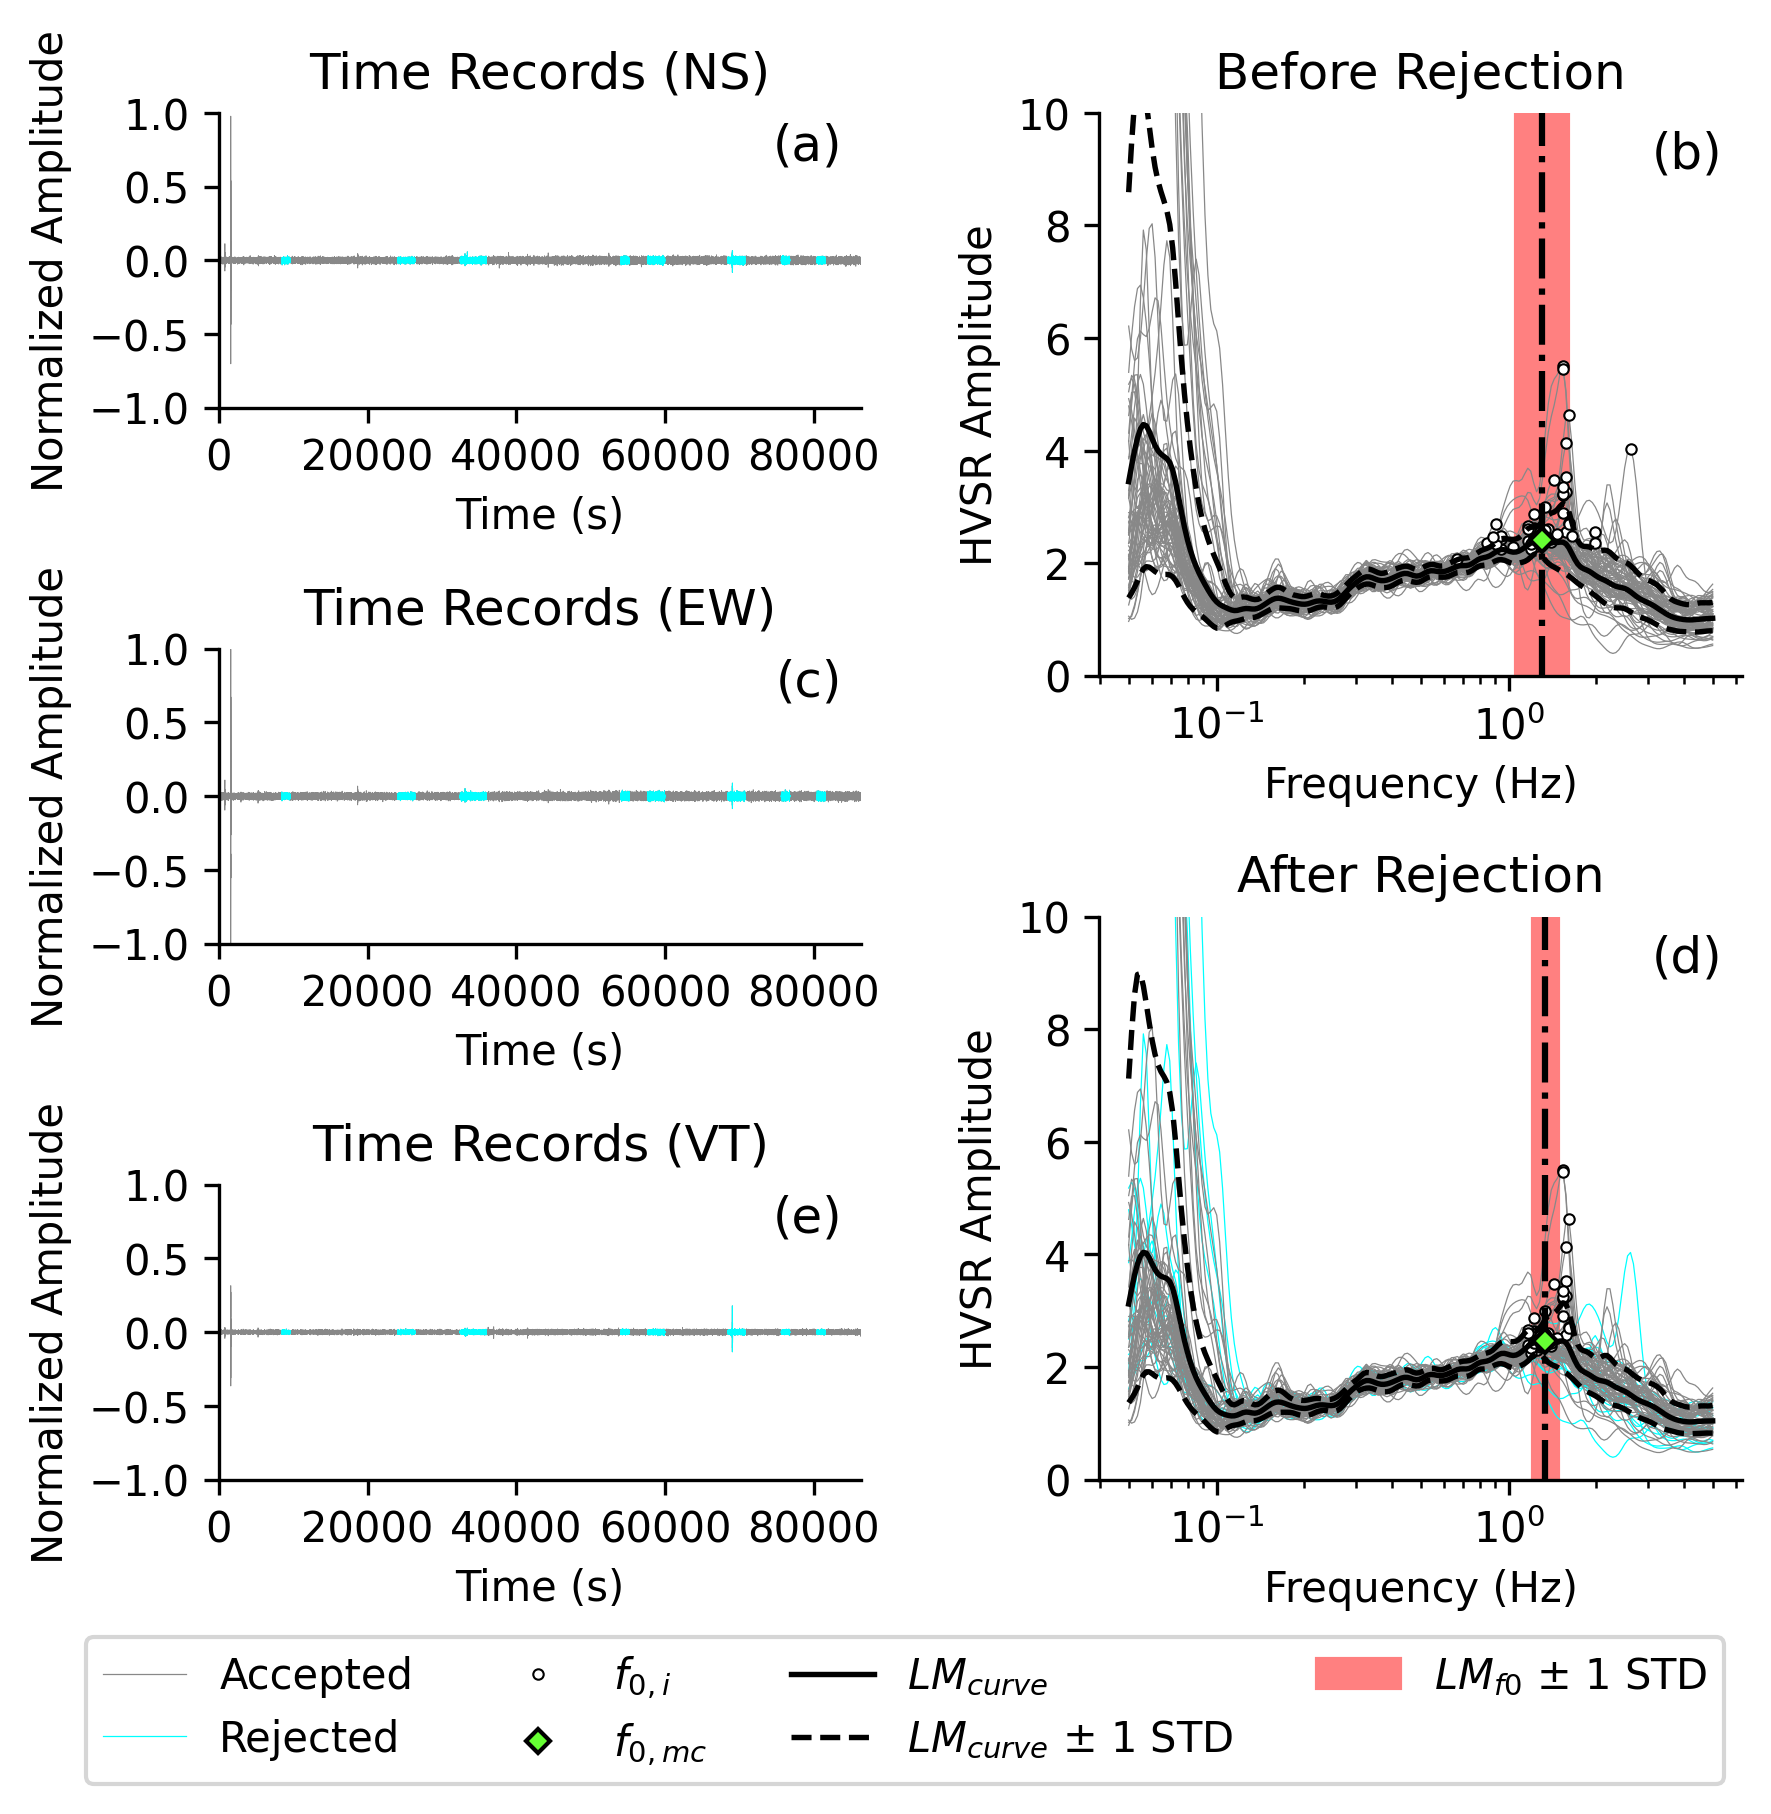 Time Records (NS)
Normalized Amplitude
1.0
0.5
0.0
−0.5
−1.0
(a)
0 20000 40000 60000 80000
Time (s)
Before Rejection
HVSR Amplitude
10
8
6
4
2
0
(b)
10⁻¹ 10⁰
Frequency (Hz)
Time Records (EW)
Normalized Amplitude
1.0
0.5
0.0
−0.5
−1.0
(c)
0 20000 40000 60000 80000
Time (s)
After Rejection
HVSR Amplitude
10
8
6
4
2
0
(d)
10⁻¹ 10⁰
Frequency (Hz)
Time Records (VT)
Normalized Amplitude
1.0
0.5
0.0
−0.5
−1.0
(e)
0 20000 40000 60000 80000
Time (s)
Accepted
Rejected
f0,i
f0,mc
LMcurve
LMcurve ± 1 STD
LMf0 ± 1 STD